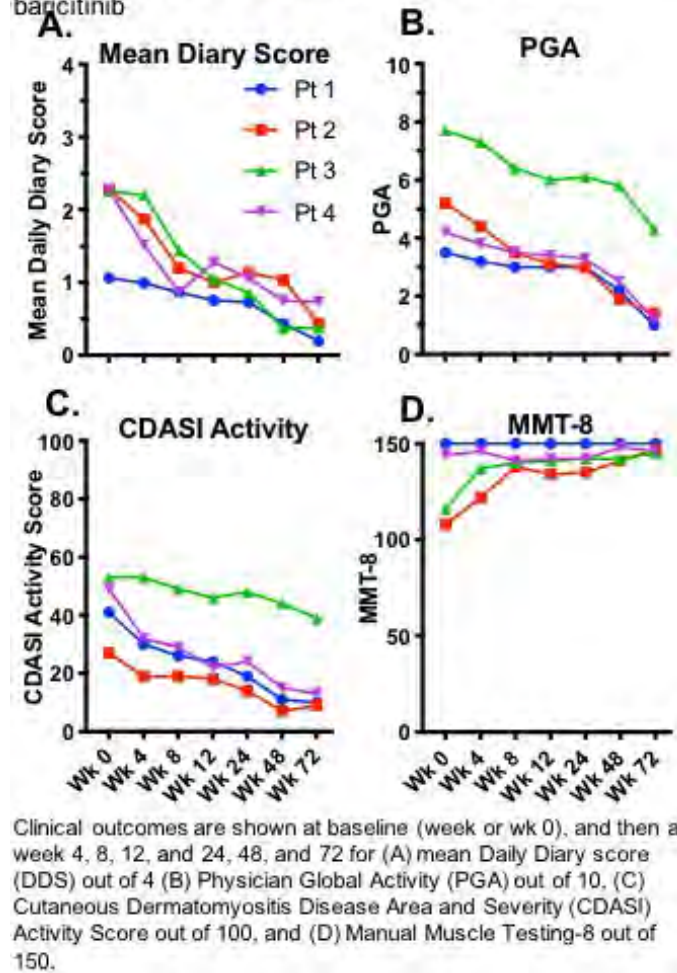 baricitinib
A.
Mean Diary Score
Mean Daily Diary Score
4
3
2
1
0
Pt 1
Pt 2
Pt 3
Pt 4
B.
PGA
PGA
10
8
6
4
2
0
C.
CDASI Activity
CDASI Activity Score
100
80
60
40
20
0
Wk 0
Wk 4
Wk 8
Wk 12
Wk 24
Wk 48
Wk 72
D.
MMT-8
MMT-8
150
100
50
0
Wk 0
Wk 4
Wk 8
Wk 12
Wk 24
Wk 48
Wk 72
Clinical outcomes are shown at baseline (week or wk 0), and then a
week 4, 8, 12, and 24, 48, and 72 for (A) mean Daily Diary score
(DDS) out of 4 (B) Physician Global Activity (PGA) out of 10, (C)
Cutaneous Dermatomyositis Disease Area and Severity (CDASI)
Activity Score out of 100, and (D) Manual Muscle Testing-8 out of
150.